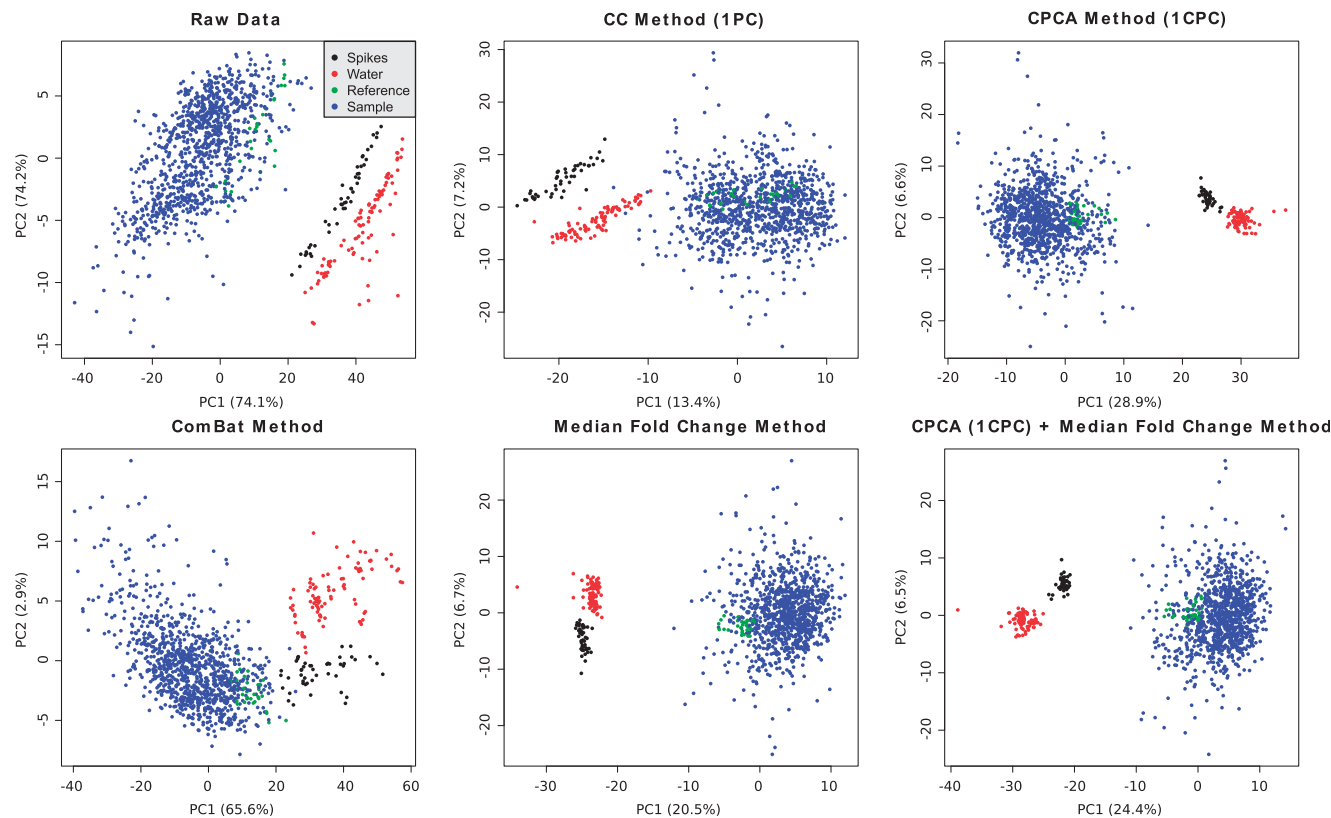 Raw Data
CC Method (1PC)
CPCA Method (1CPC)
Spikes
Water
Reference
Sample
PC2 (74.2%)
5
0
-5
-10
-15
-40
-20
0
20
40
PC1 (74.1%)
PC2 (7.2%)
30
20
10
0
-10
-20
-20
-10
0
10
PC1 (13.4%)
PC2 (6.6%)
30
20
10
0
-10
-20
-20
-10
0
10
20
30
PC1 (28.9%)
ComBat Method
Median Fold Change Method
CPCA (1CPC) + Median Fold Change Method
PC2 (2.9%)
15
10
5
0
-5
-40
-20
0
20
40
60
PC1 (65.6%)
PC2 (6.7%)
20
10
0
-10
-20
-30
-20
-10
0
10
PC1 (20.5%)
PC2 (6.5%)
20
10
0
-10
-20
-40
-30
-20
-10
0
10
PC1 (24.4%)